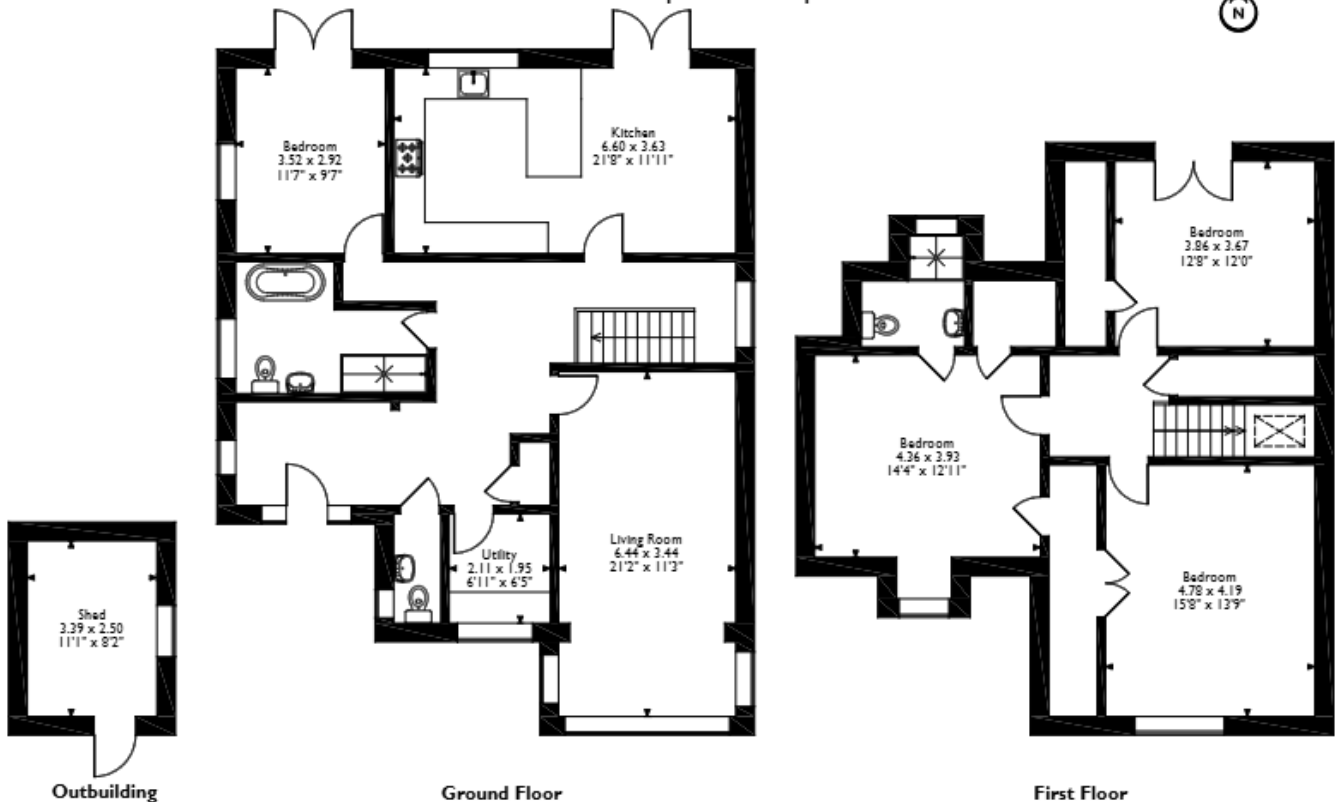 N
Bedroom
3.52 x 2.92
11'7" x 9'7"
Kitchen
6.60 x 3.63
21'8" x 11'11"
Bedroom
3.86 x 3.67
12'8" x 12'0"
Bedroom
4.36 x 3.93
14'4" x 12'11"
Living Room
6.44 x 3.44
21'2" x 11'3"
Utility
2.11 x 1.95
6'11" x 6'5"
Bedroom
4.78 x 4.19
15'8" x 13'9"
Shed
3.39 x 2.50
11'1" x 8'2"
Outbuilding
Ground Floor
First Floor